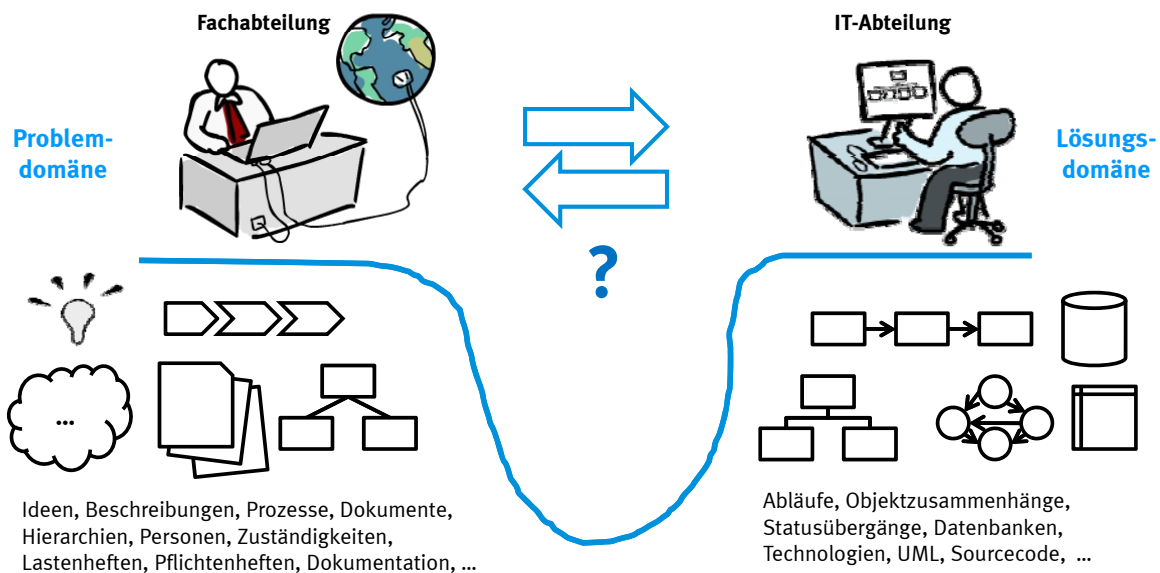 Fachabteilung
IT-Abteilung
Problem-
domäne
Lösungs-
domäne
?
...
Ideen, Beschreibungen, Prozesse, Dokumente,
Hierarchien, Personen, Zuständigkeiten,
Lastenheften, Pflichtenheften, Dokumentation, ...
Abläufe, Objektzusammenhänge,
Statusübergänge, Datenbanken,
Technologien, UML, Sourcecode, ...